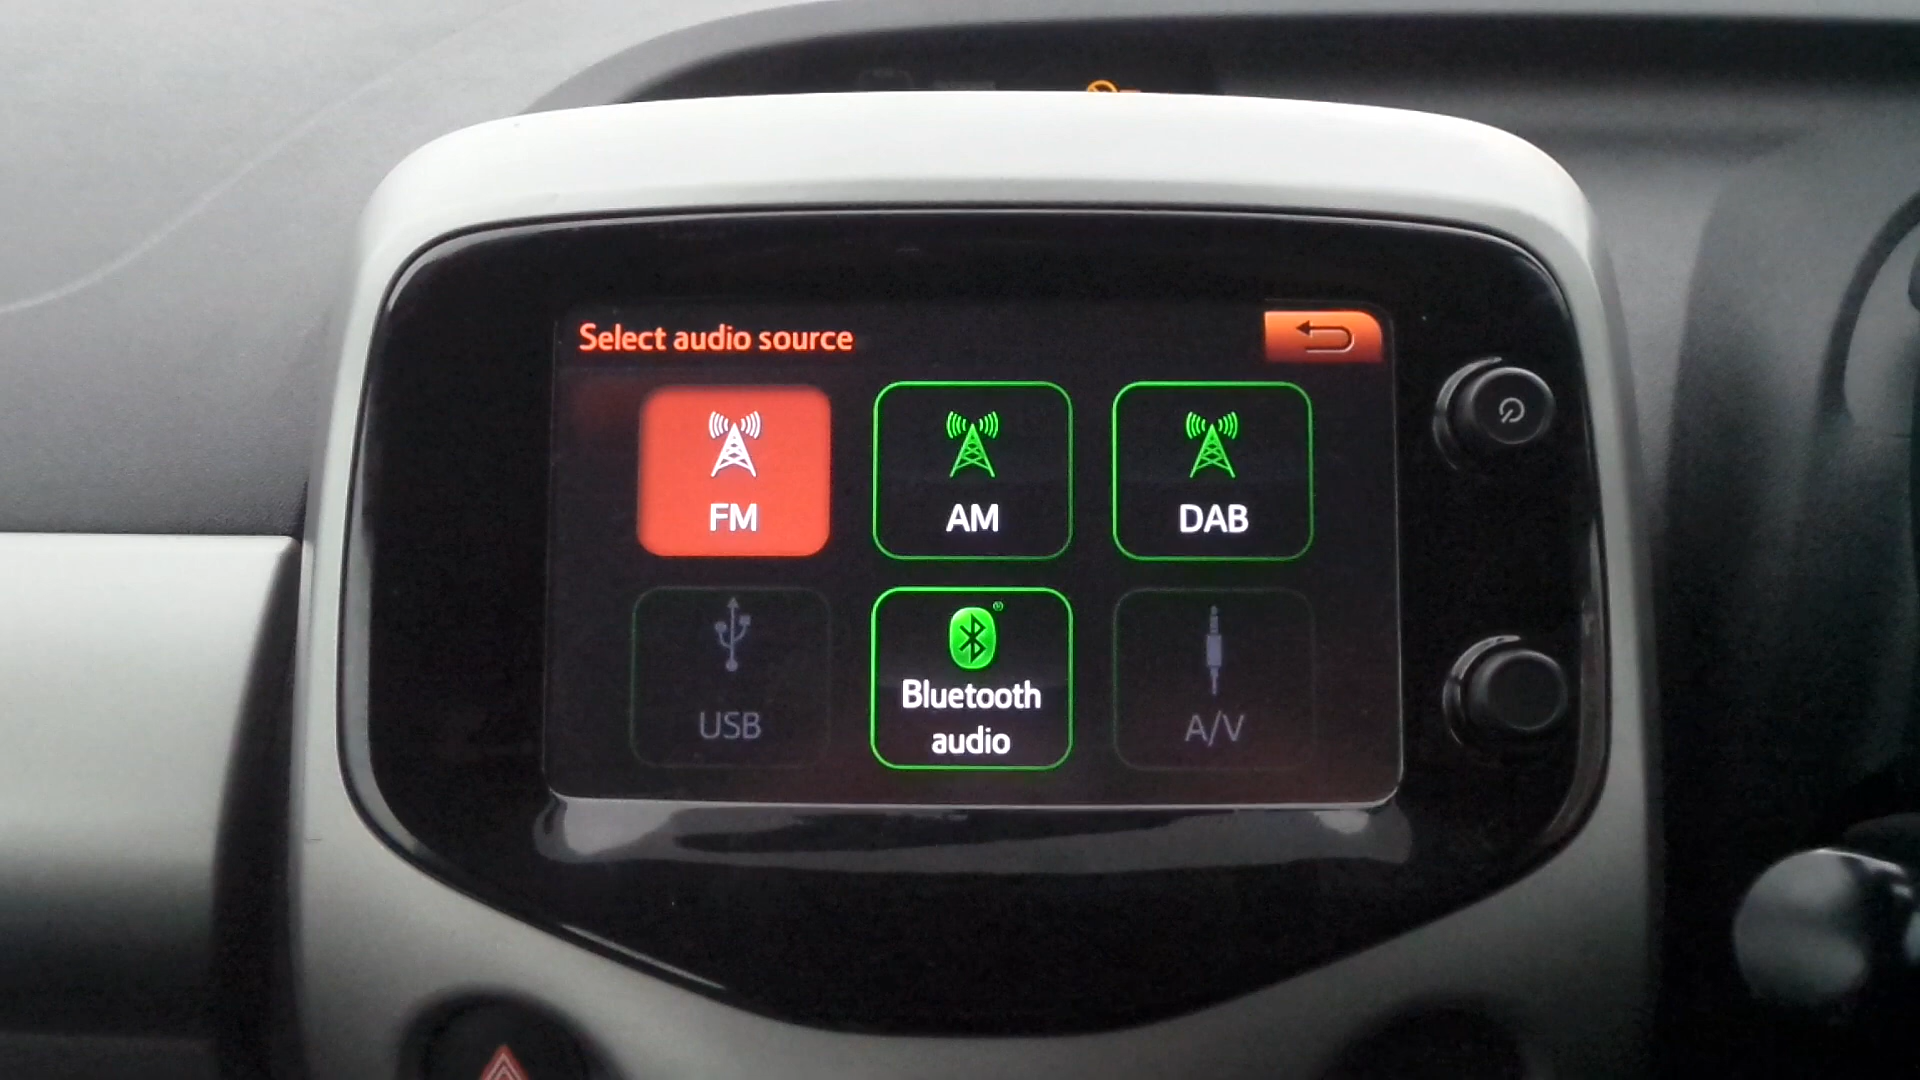 Select audio source
FM
AM
DAB
USB
Bluetooth
audio
A/V